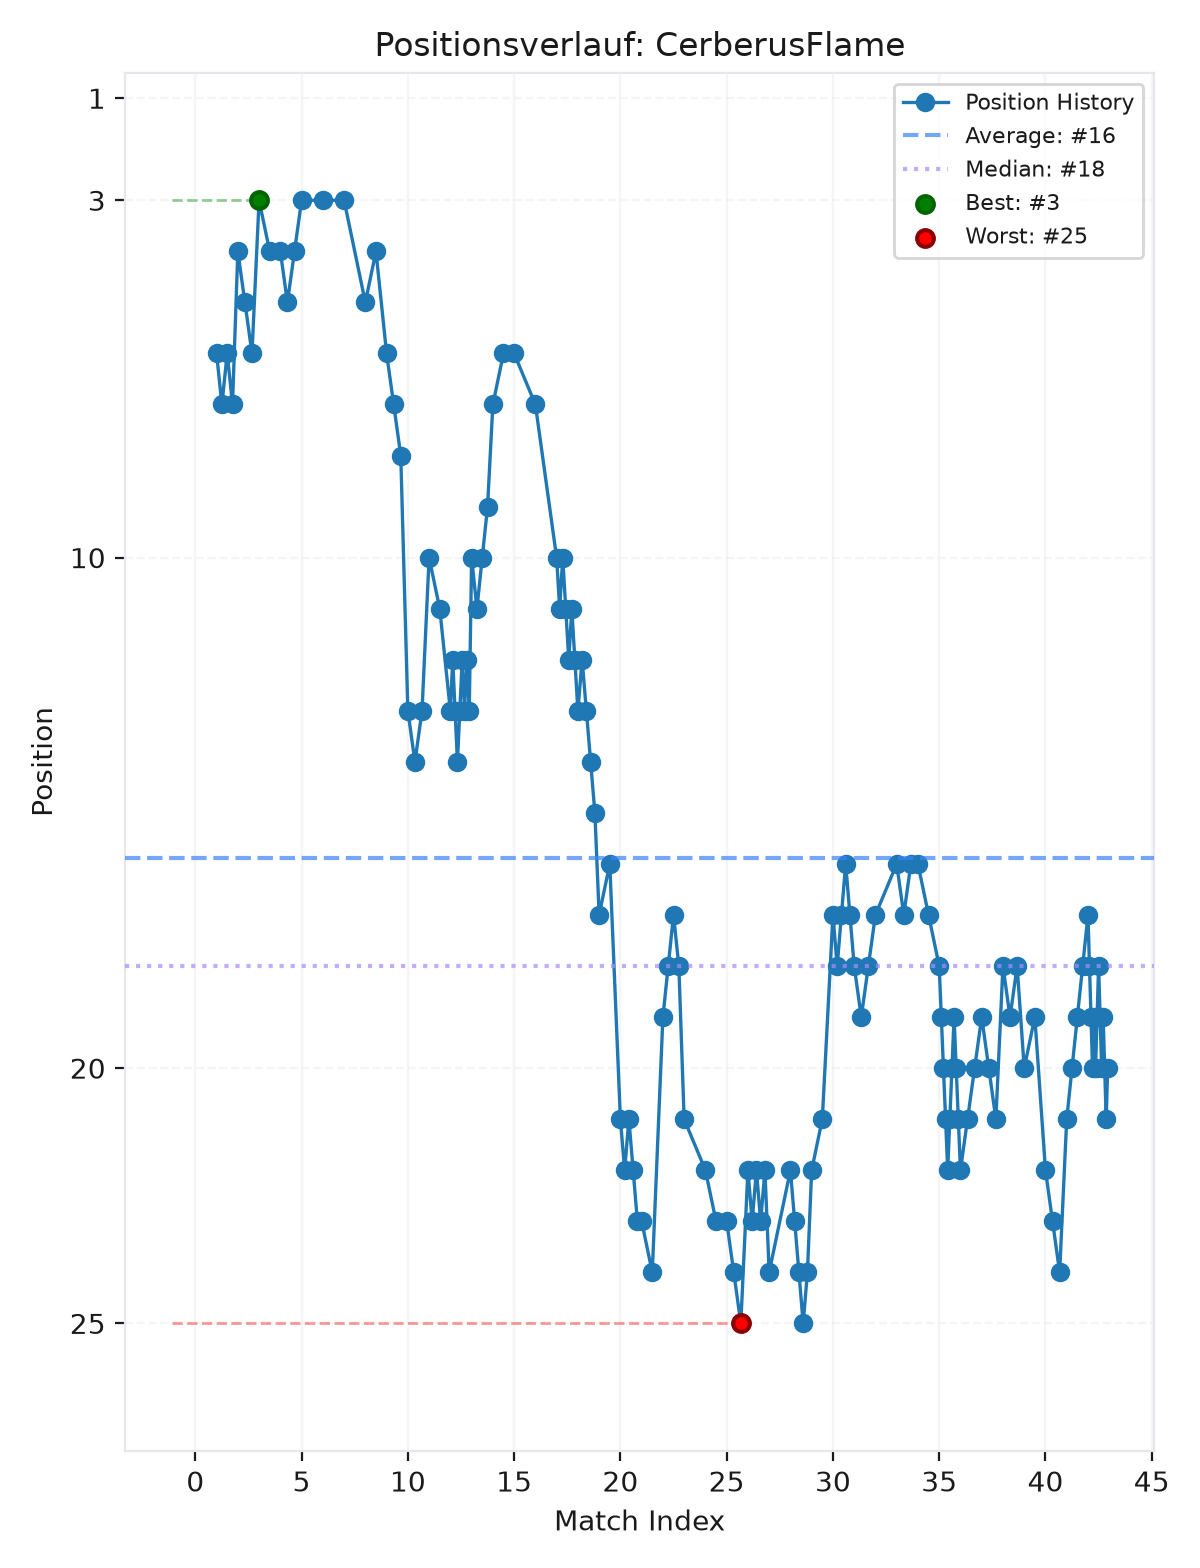 Positionsverlauf: CerberusFlame
Position History
Average: #16
Median: #18
Best: #3
Worst: #25
1
3
10
20
25
Position
0 5 10 15 20 25 30 35 40 45
Match Index